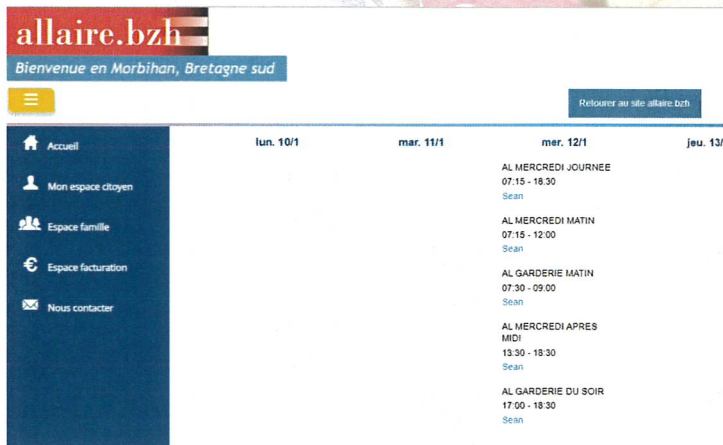 allaire.bzh
Bienvenue en Morbihan, Bretagne sud
Retourer au site allaire.bzh
Accueil
Mon espace citoyen
Espace famille
Espace facturation
Nous contacter
lun. 10/1
mar. 11/1
mer. 12/1
jeu. 13/
AL MERCREDI JOURNEE
07:15 - 18:30
Sean
AL MERCREDI MATIN
07:15 - 12:00
Sean
AL GARDERIE MATIN
07:30 - 09:00
Sean
AL MERCREDI APRES
MIDI
13:30 - 18:30
Sean
AL GARDERIE DU SOIR
17:00 - 18:30
Sean